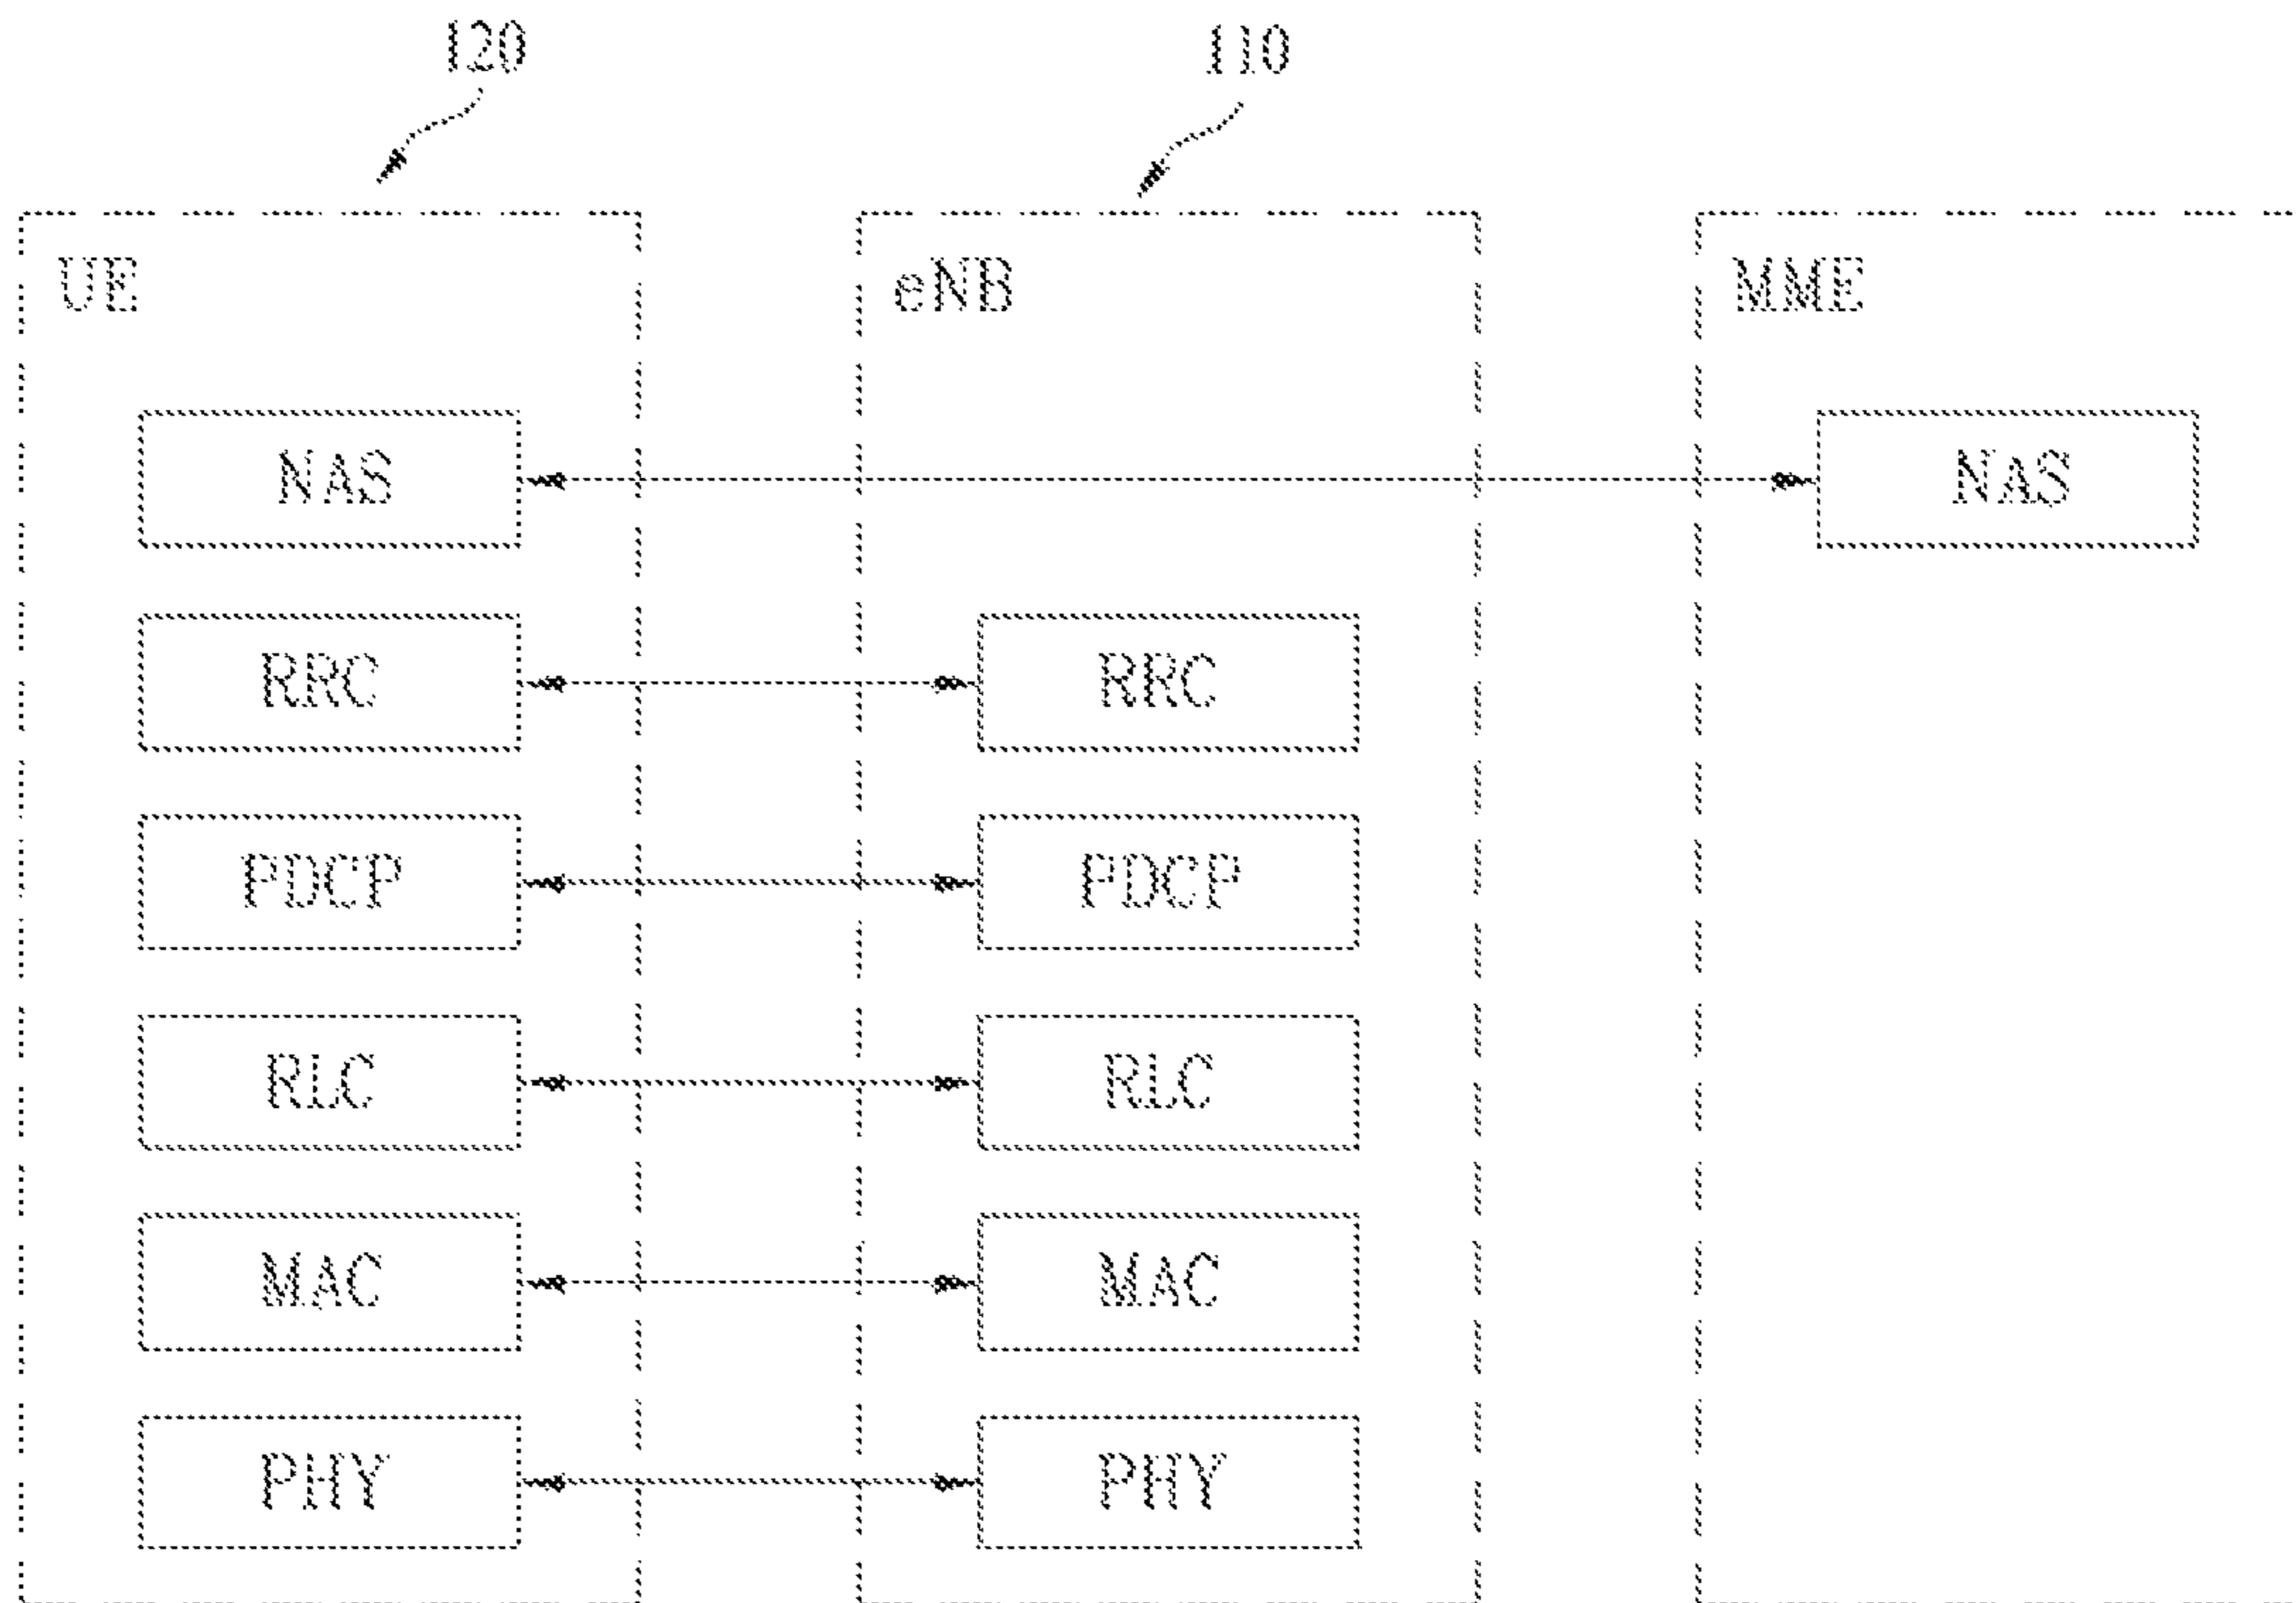 120 110
UE eNB MME
NAS NAS
RRC RRC
PDCP PDCP
RLC RLC
MAC MAC
PHY PHY